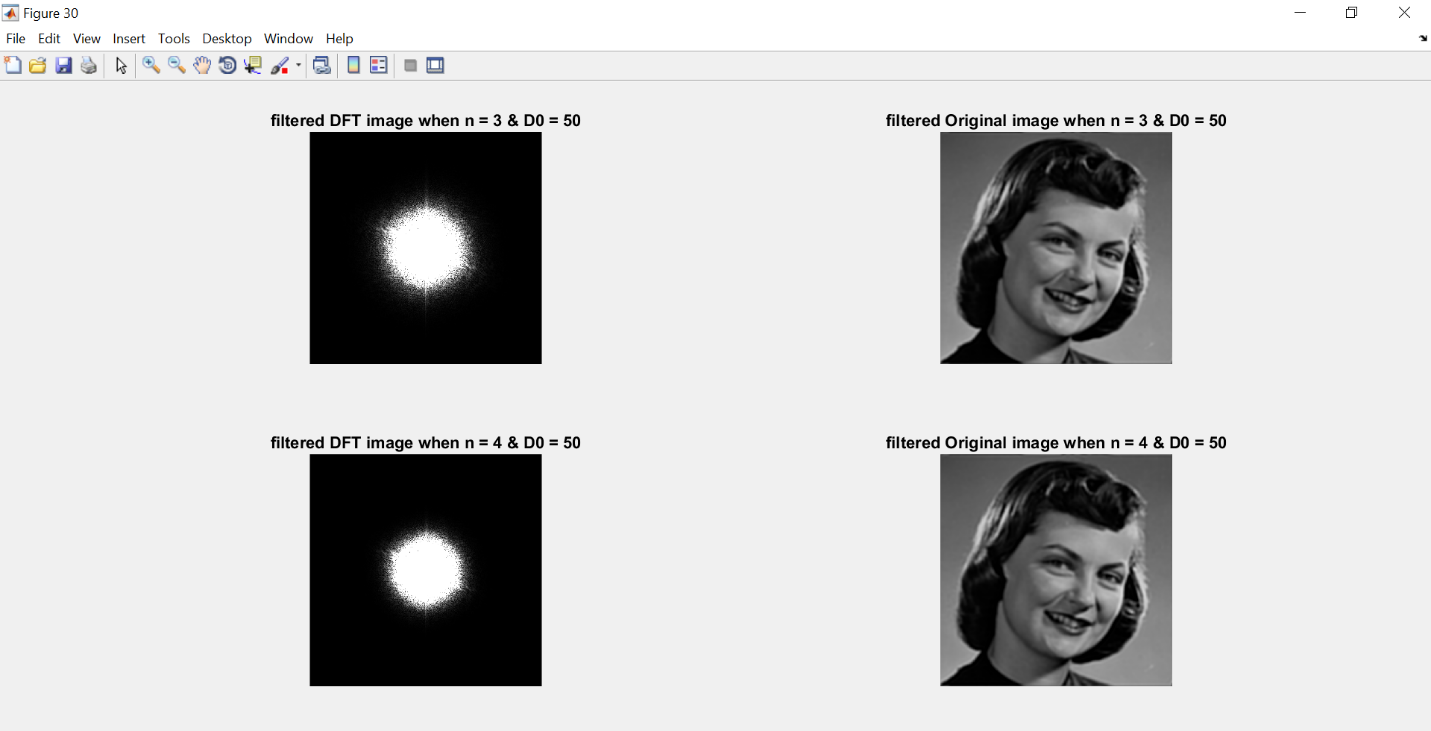 Figure 30
File Edit View Insert Tools Desktop Window Help
filtered DFT image when n = 3 & D0 = 50
filtered Original image when n = 3 & D0 = 50
filtered DFT image when n = 4 & D0 = 50
filtered Original image when n = 4 & D0 = 50